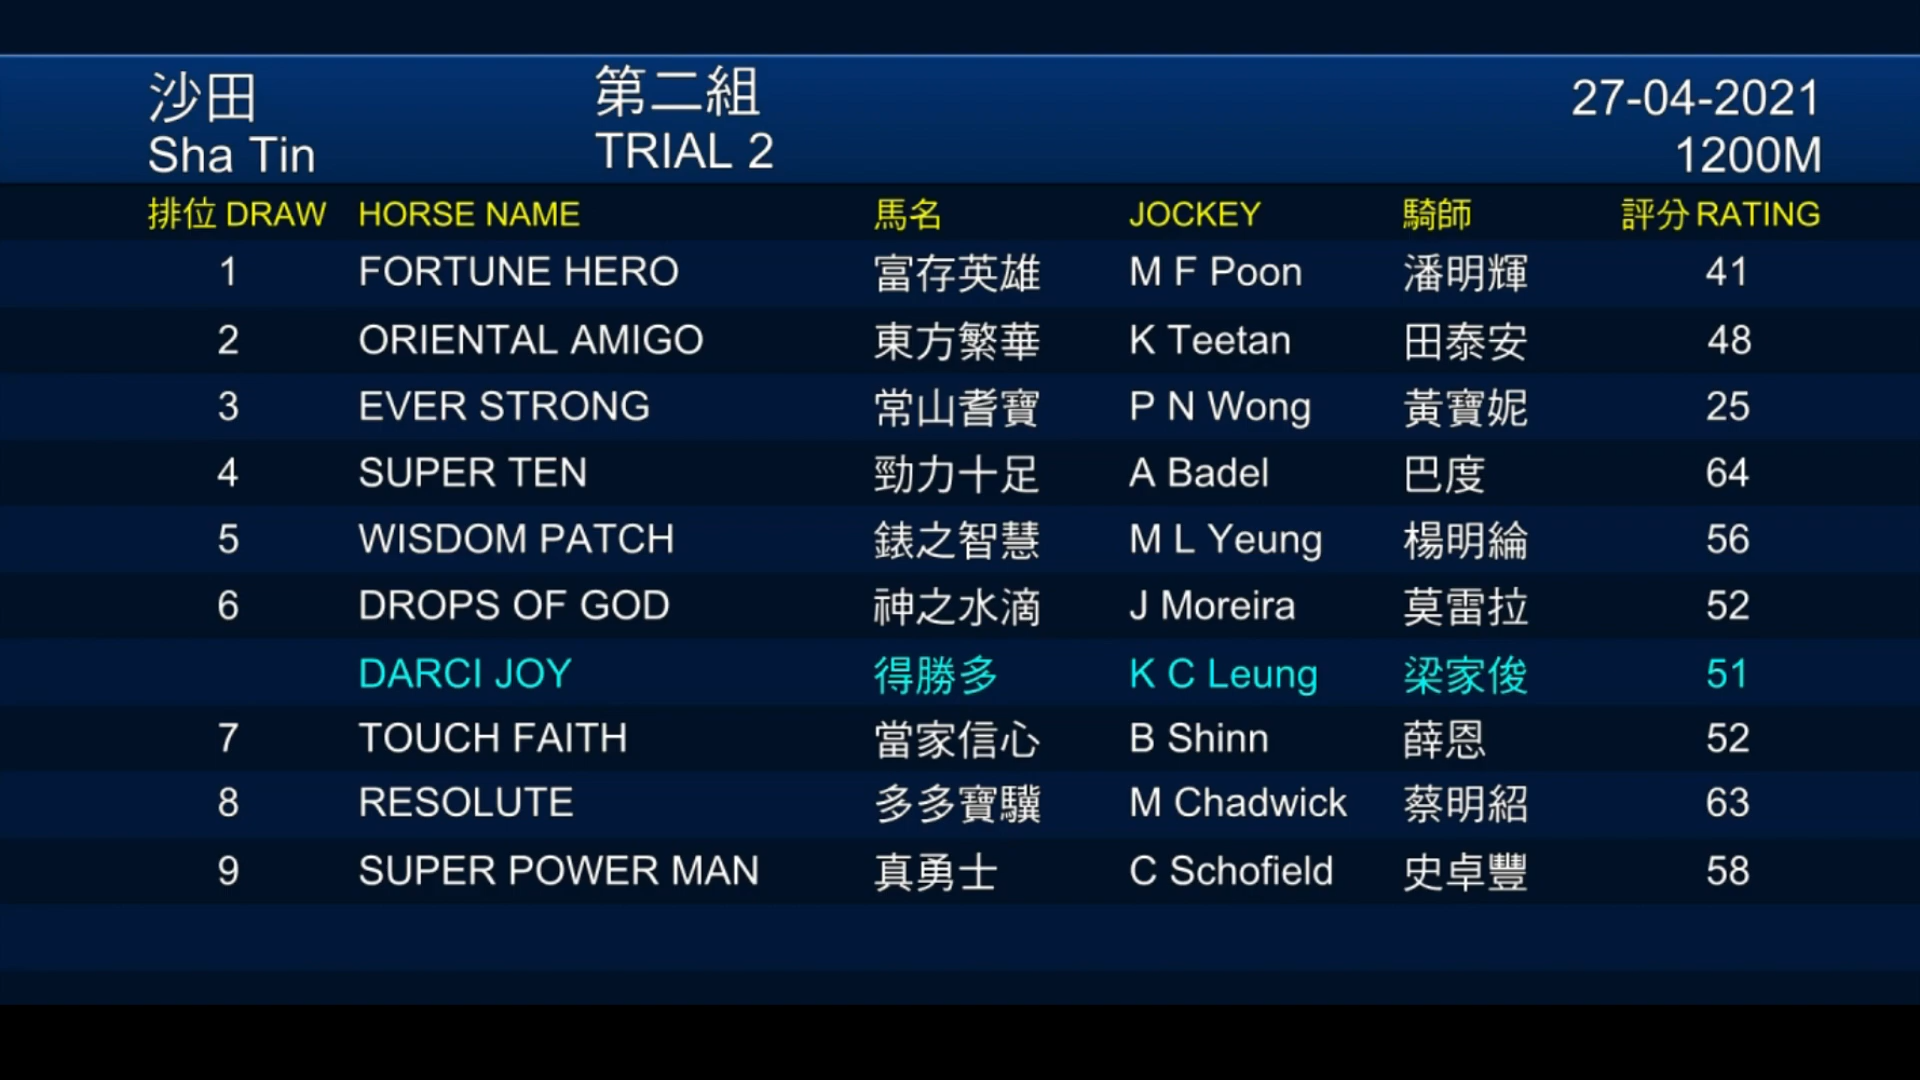 沙田 第二組 27-04-2021
Sha Tin TRIAL 2 1200M
排位 DRAW HORSE NAME 馬名 JOCKEY 騎師 評分 RATING
1 FORTUNE HERO 富存英雄 M F Poon 潘明輝 41
2 ORIENTAL AMIGO 東方繁華 K Teetan 田泰安 48
3 EVER STRONG 常山耆寶 P N Wong 黃寶妮 25
4 SUPER TEN 勁力十足 A Badel 巴度 64
5 WISDOM PATCH 錶之智慧 M L Yeung 楊明綸 56
6 DROPS OF GOD 神之水滴 J Moreira 莫雷拉 52
DARCI JOY 得勝多 K C Leung 梁家俊 51
7 TOUCH FAITH 當家信心 B Shinn 薛恩 52
8 RESOLUTE 多多寶驥 M Chadwick 蔡明紹 63
9 SUPER POWER MAN 真勇士 C Schofield 史卓豐 58